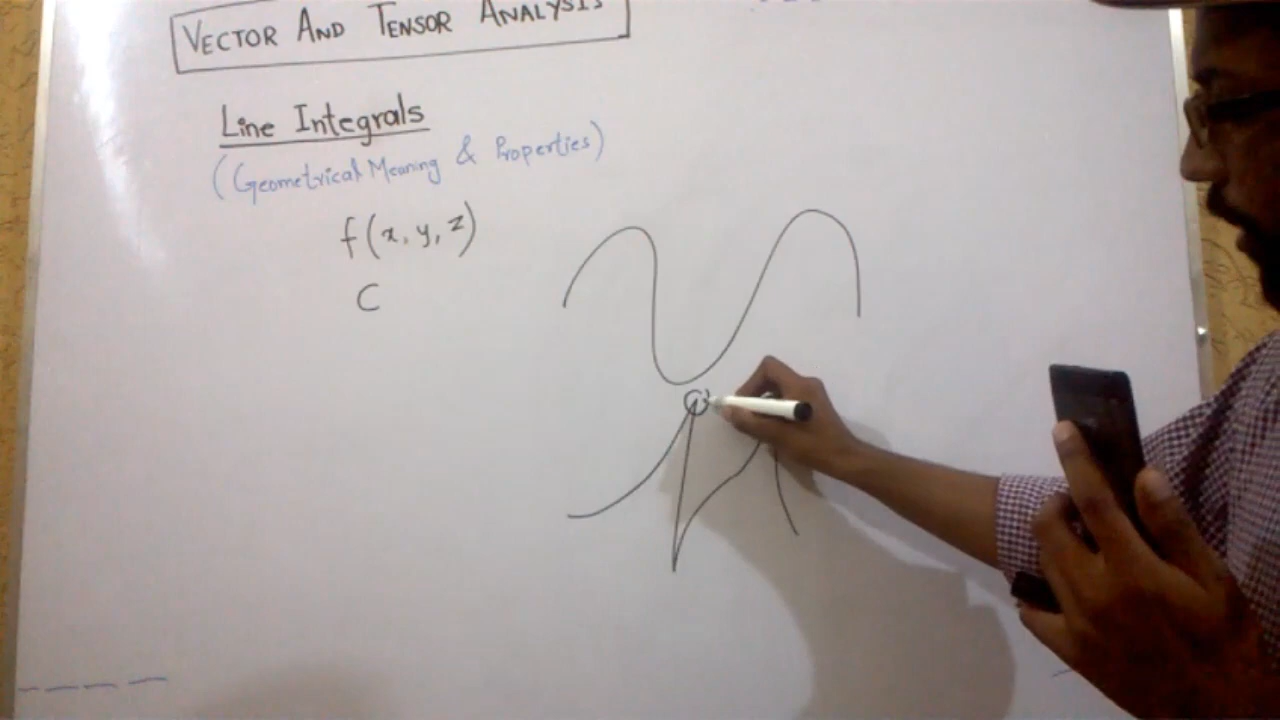 VECTOR AND TENSOR ANALYSIS
Line Integrals
(Geometrical Meaning & Properties)
f(x, y, z)
C